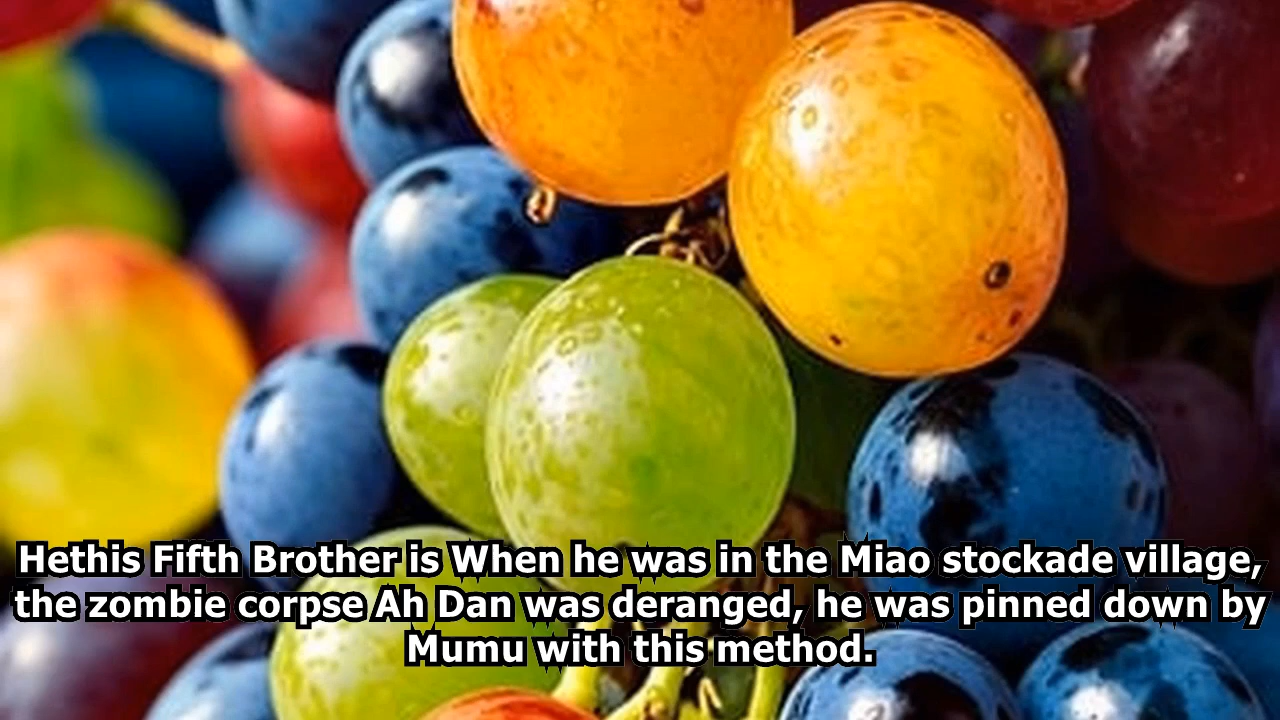 Hethis Fifth Brother is When he was in the Miao stockade village,
the zombie corpse Ah Dan was deranged, he was pinned down by
Mumu with this method.